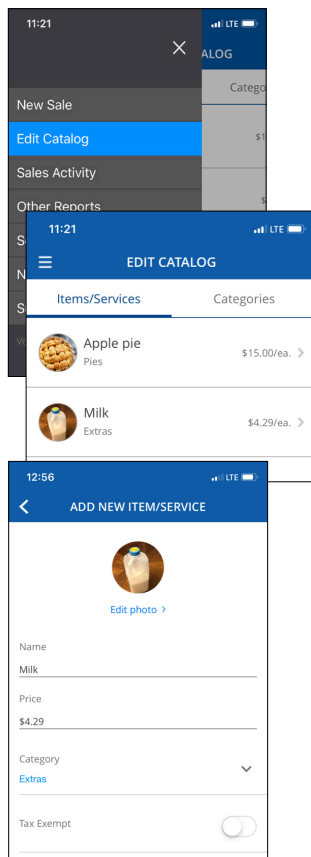 11:21
LTE
ALOG
Catego
New Sale
Edit Catalog
$1
Sales Activity
$
Other Reports
S
N
S
Ve
11:21
LTE
EDIT CATALOG
Items/Services Categories
Apple pie
Pies
$15.00/ea.
Milk
Extras
$4.29/ea.
12:56
LTE
ADD NEW ITEM/SERVICE
Edit photo >
Name
Milk
Price
$4.29
Category
Extras
Tax Exempt